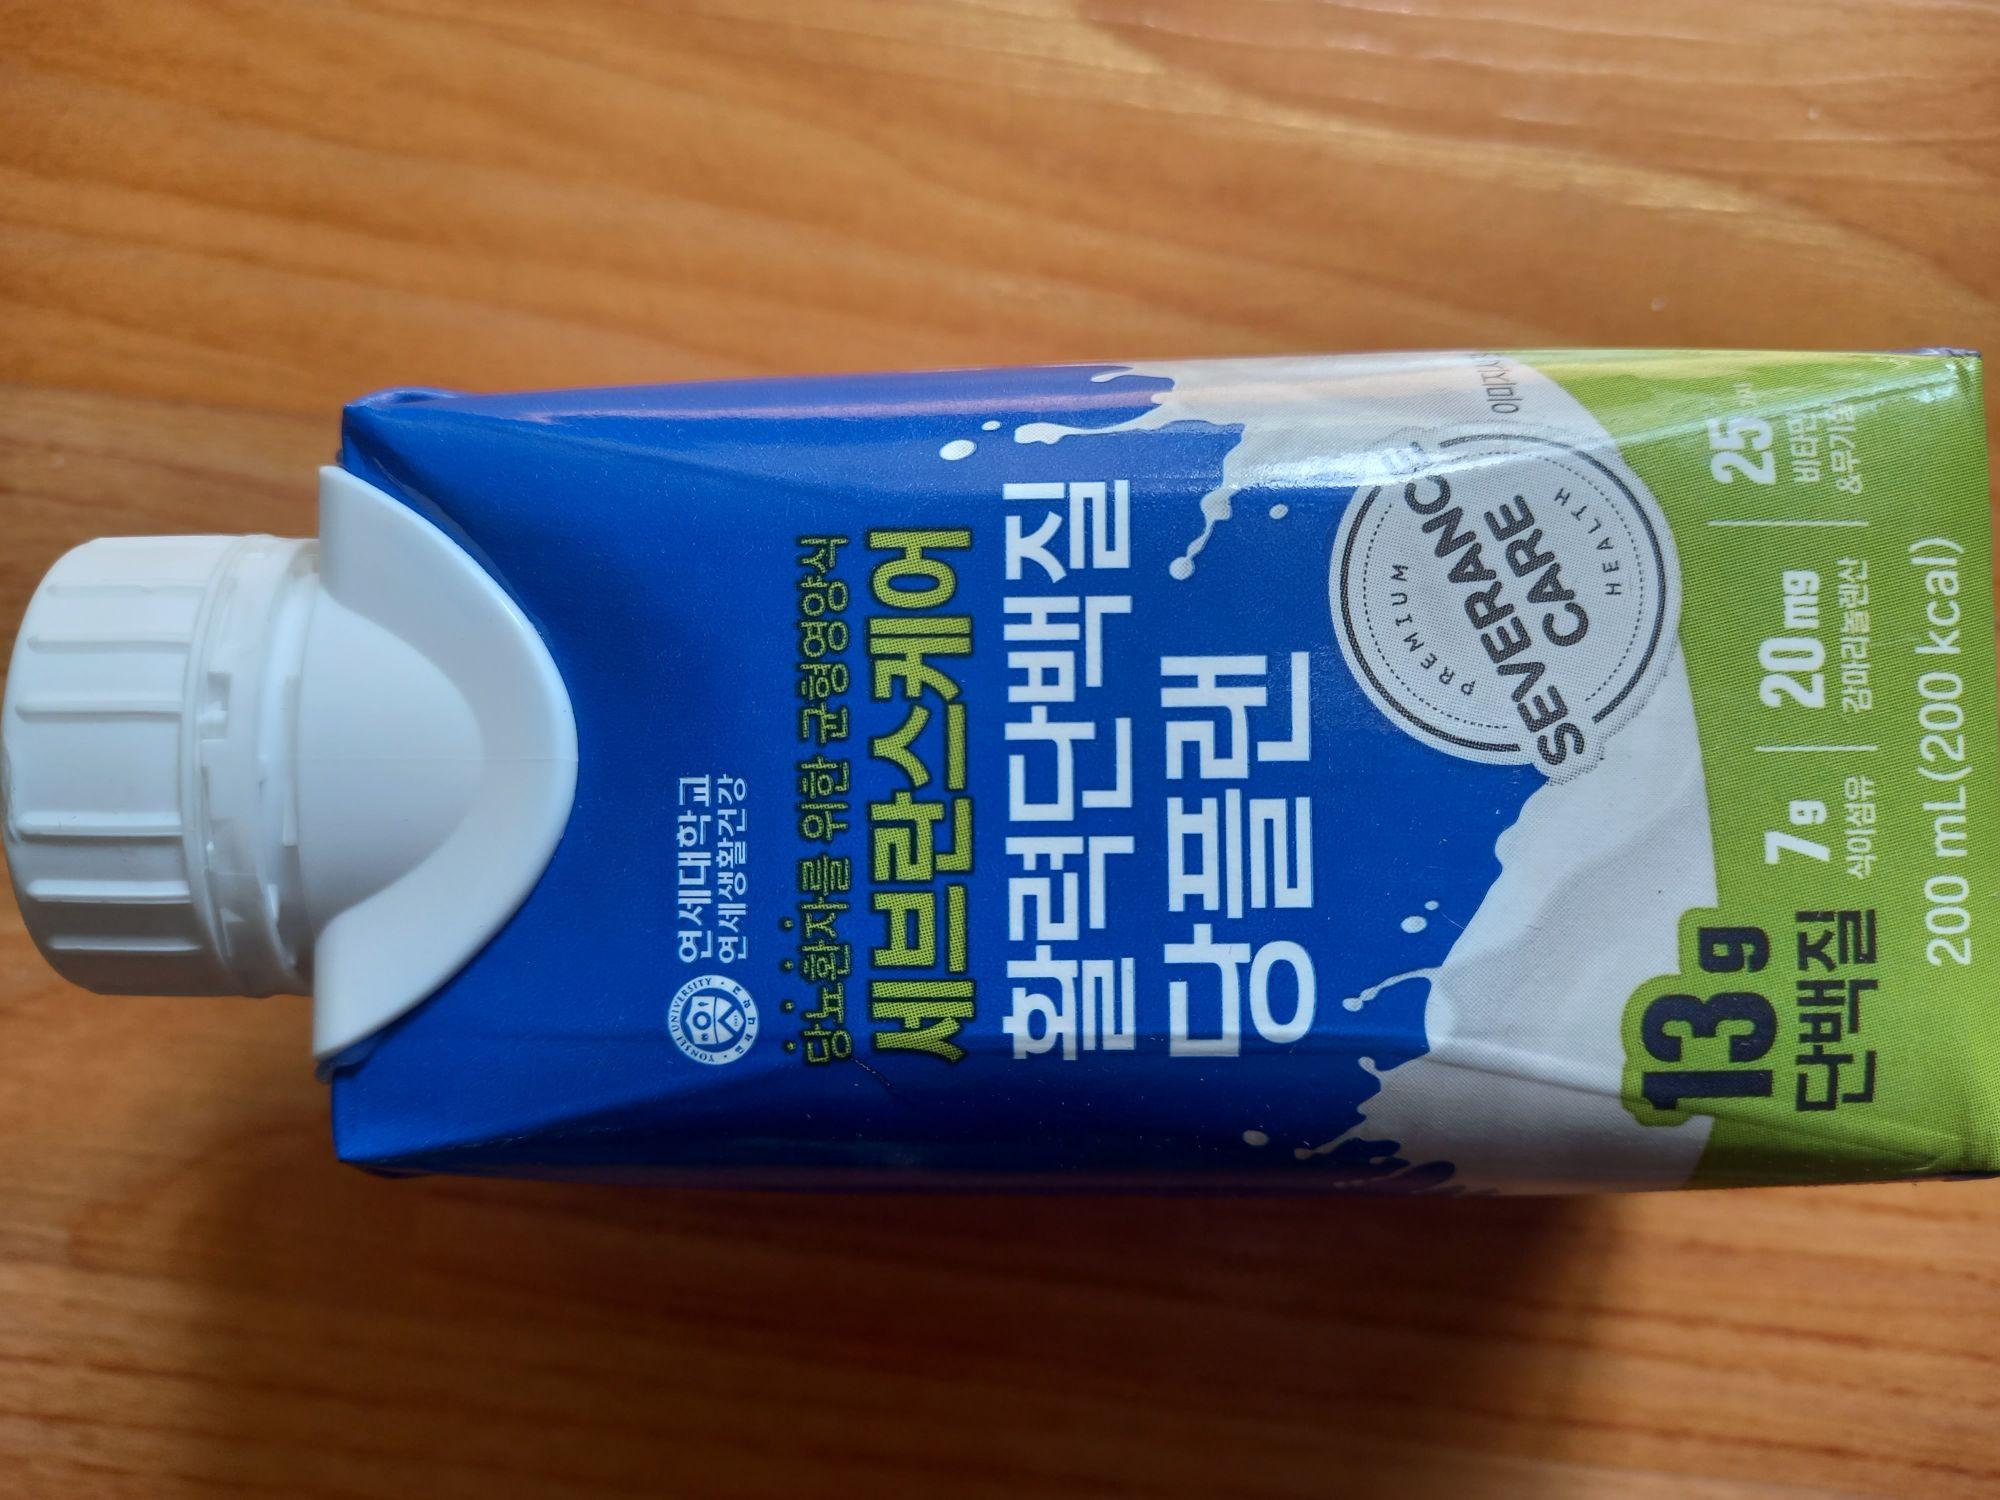 연세대학교
연세생활건강
YONSEI UNIVERSITY
당뇨환자를 위한 균형영양식
세브란스케어
활력단백질
당플랜
PREMIUM
SEVERANCE
CARE
HEALTH
13g
단백질
7g
식이섬유
20mg
감마리놀렌산
25
비타민
&무기질
200 mL(200 kcal)